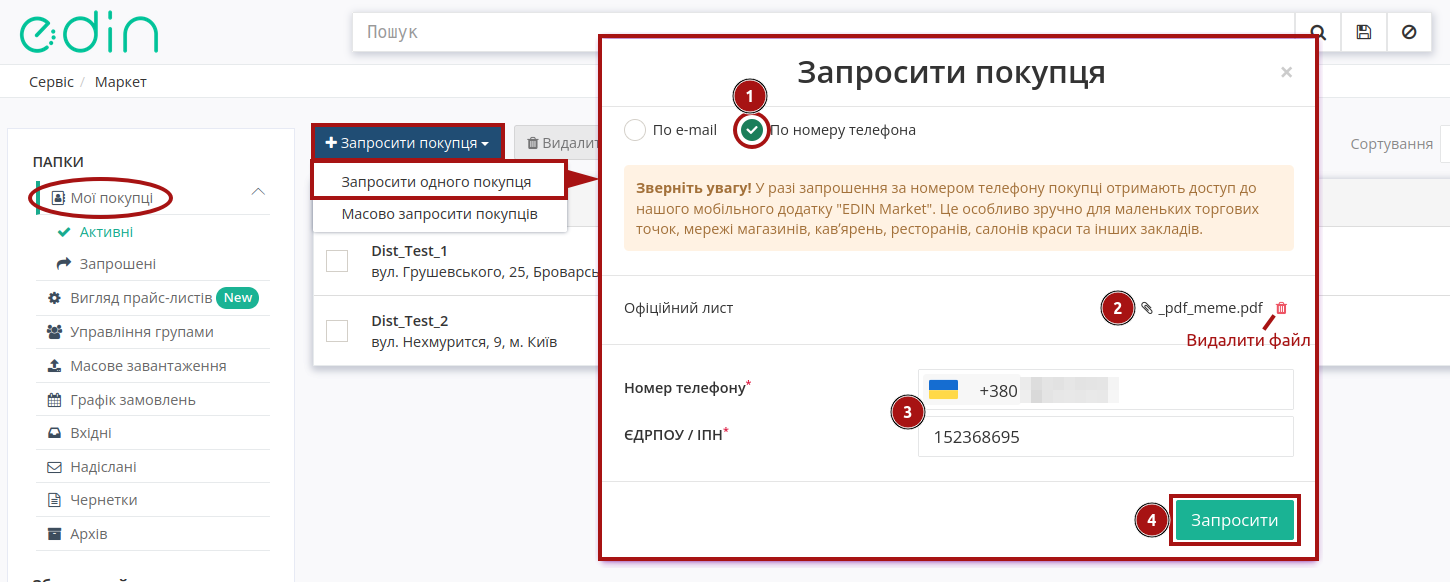 edin
Пошук
Сервіс / Маркет
ПАПКИ
Мої покупці
Активні
Запрошені
Вигляд прайс-листів New
Управління групами
Масове завантаження
Графік замовлень
Вхідні
Надіслані
Чернетки
Архів
Запросити покупця
Запросити одного покупця
Масово запросити покупців
Сортування
Dist_Test_1
вул. Грушевського, 25,
Dist_Test_2
вул. Нехмурится, 9, м. Київ
Запросити покупця ×
1
По e-mail По номеру телефона
Зверніть увагу! У разі запрошення за номером телефону покупці отримають доступ до
нашого мобільного додатку "EDIN Market". Це особливо зручно для маленьких торгових
точок, мережі магазинів, кав’ярень, ресторанів, салонів краси та інших закладів.
Офіційний лист 2 _pdf_meme.pdf
Видалити файл
Номер телефону* +380
3
ЄДРПОУ / ІПН* 152368695
4 Запросити